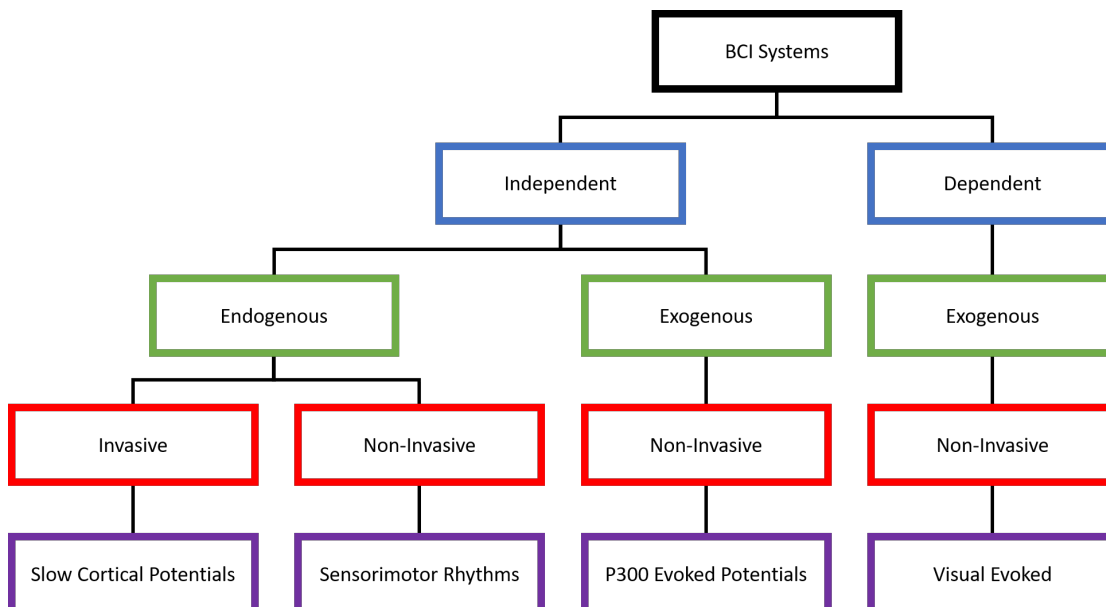 BCI Systems
Independent
Dependent
Endogenous
Exogenous
Exogenous
Invasive
Non-Invasive
Non-Invasive
Non-Invasive
Slow Cortical Potentials
Sensorimotor Rhythms
P300 Evoked Potentials
Visual Evoked